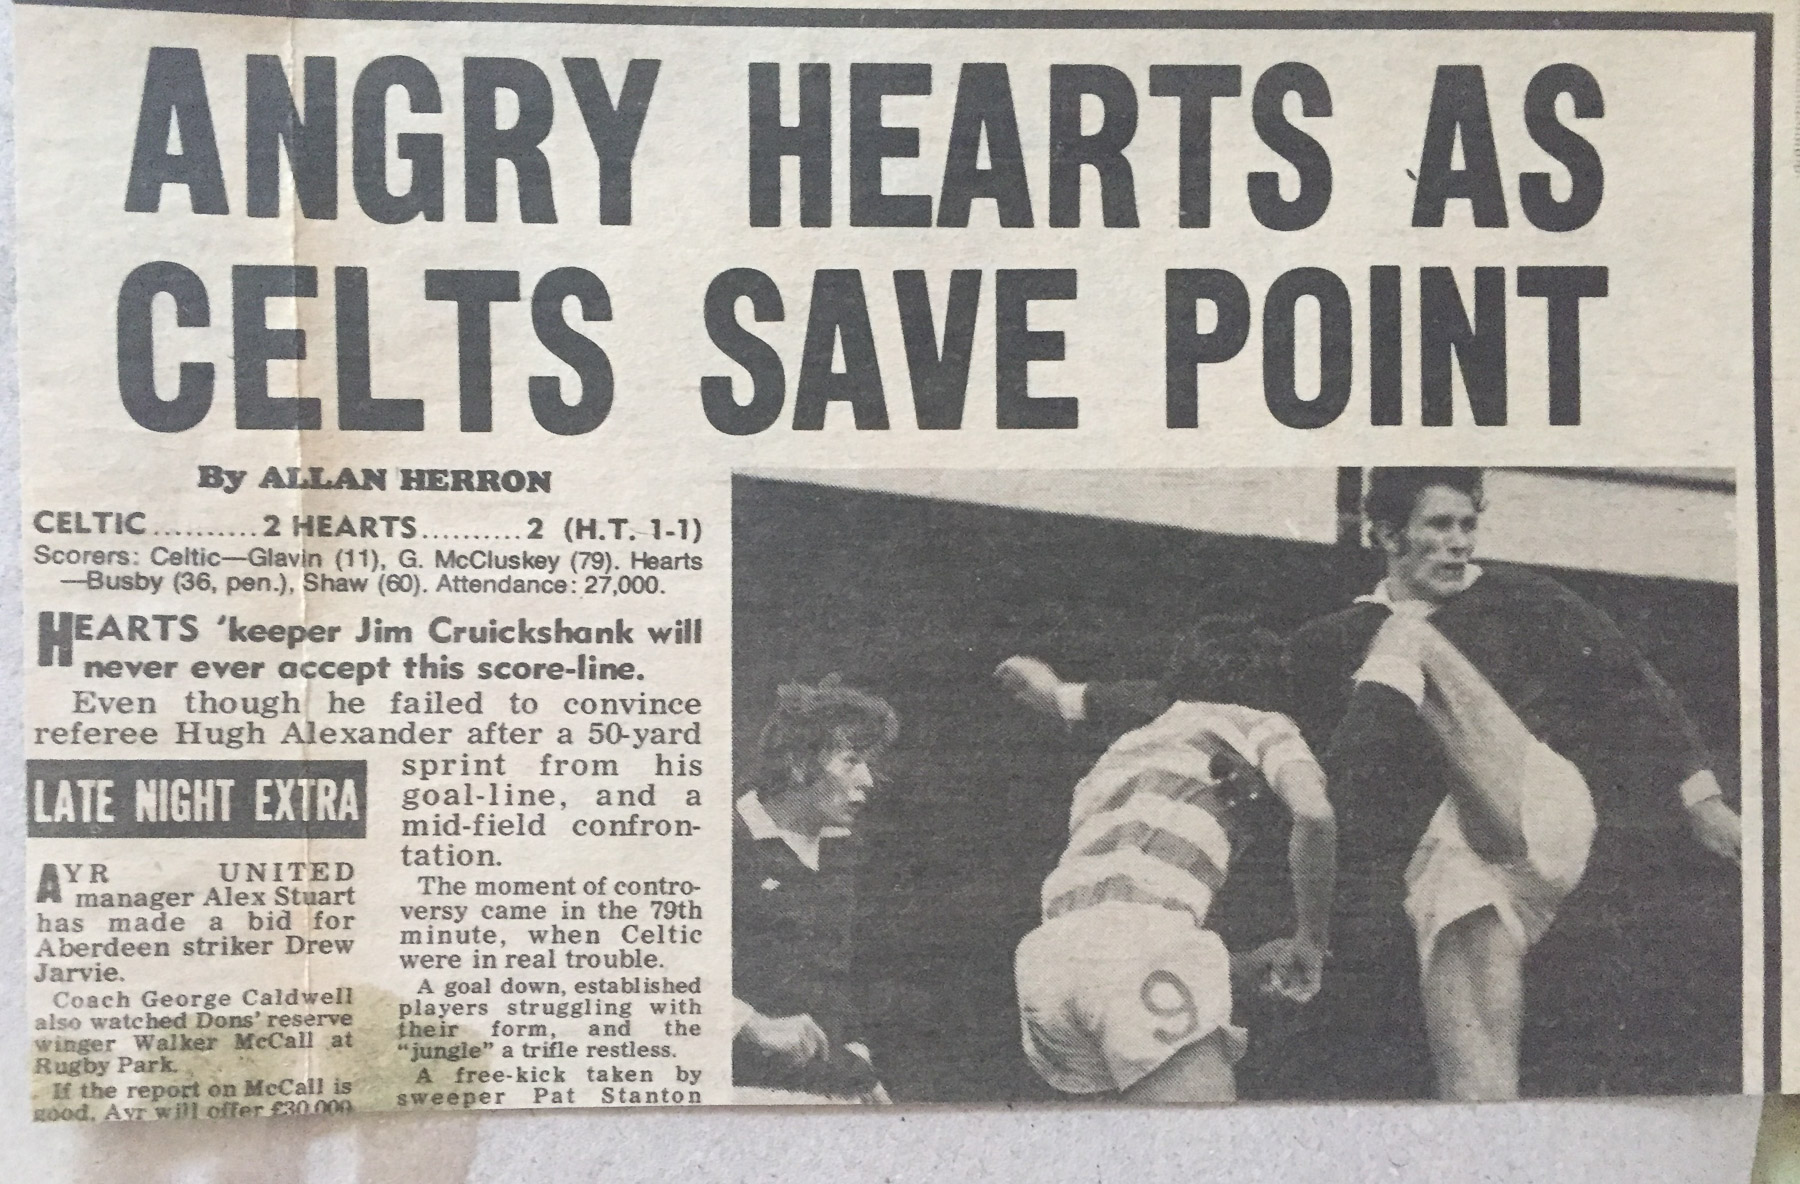 ANGRY HEARTS AS
CELTS SAVE POINT
By ALLAN HERRON
CELTIC..........2 HEARTS..........2 (H.T. 1-1)
Scorers: Celtic—Glavin (11), G. McCluskey (79). Hearts
—Busby (36, pen.), Shaw (60). Attendance: 27,000.
HEARTS 'keeper Jim Cruickshank will
never ever accept this score-line.
Even though he failed to convince
referee Hugh Alexander after a 50-yard
sprint from his
goal-line, and a
mid-field confron-
tation.
The moment of contro-
versy came in the 79th
minute, when Celtic
were in real trouble.
A goal down, established
players struggling with
their form, and the
"jungle" a trifle restless.
A free-kick taken by
sweeper Pat Stanton
LATE NIGHT EXTRA
AYR UNITED
manager Alex Stuart
has made a bid for
Aberdeen striker Drew
Jarvie.
Coach George Caldwell
also watched Dons' reserve
winger Walker McCall at
Rugby Park.
If the report on McCall is
good, Ayr will offer £30,000
9